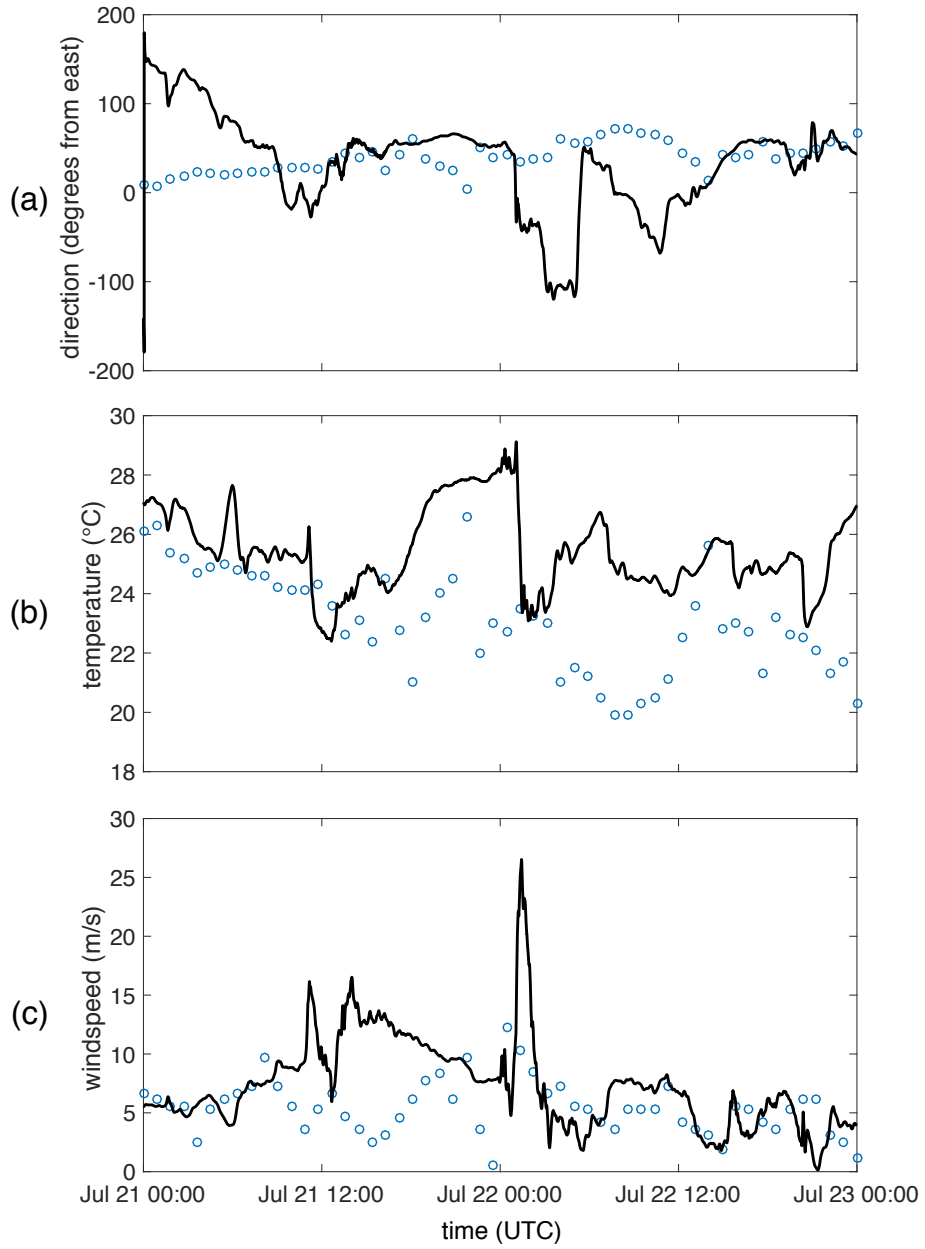 200
100
0
-100
-200
direction (degrees from east)
(a)
30
28
26
24
22
20
18
temperature (°C)
(b)
30
25
20
15
10
5
0
windspeed (m/s)
(c)
Jul 21 00:00 Jul 21 12:00 Jul 22 00:00 Jul 22 12:00 Jul 23 00:00
time (UTC)